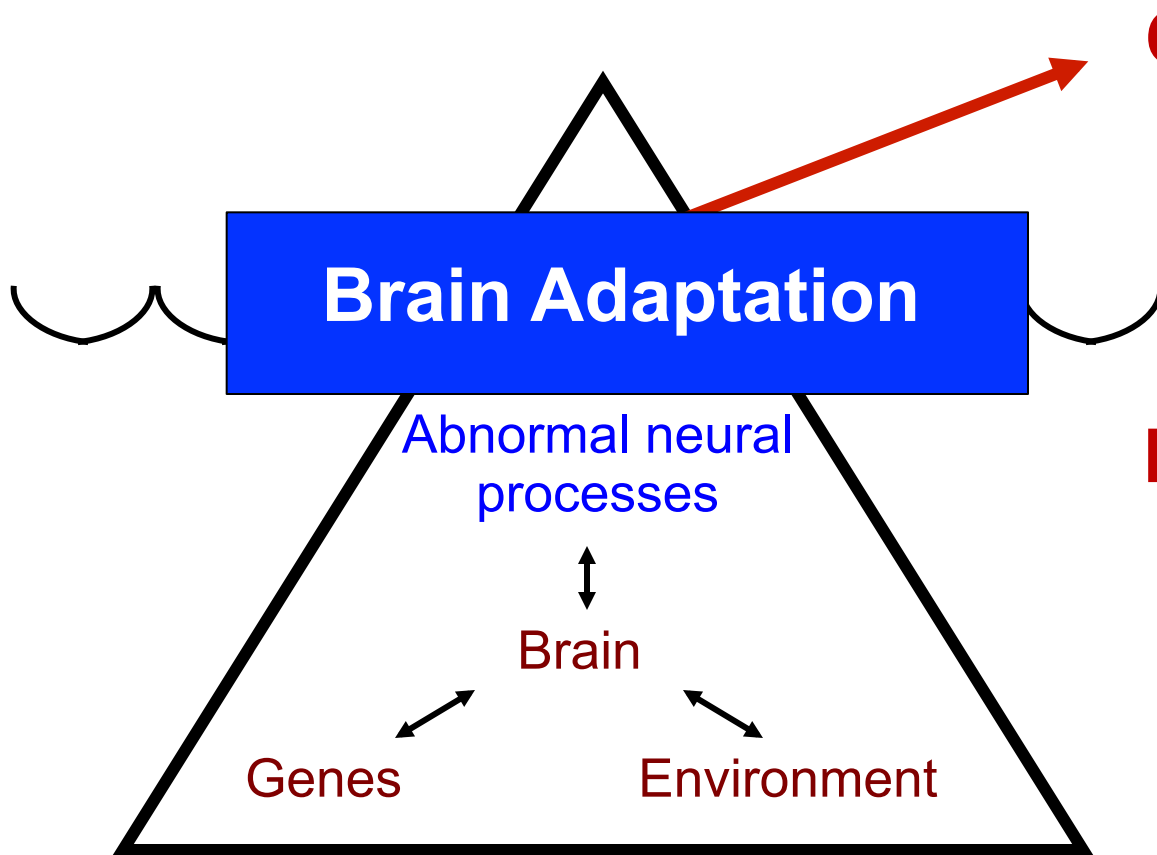 Brain Adaptation
Abnormal neural
processes
Brain
Genes
Environment